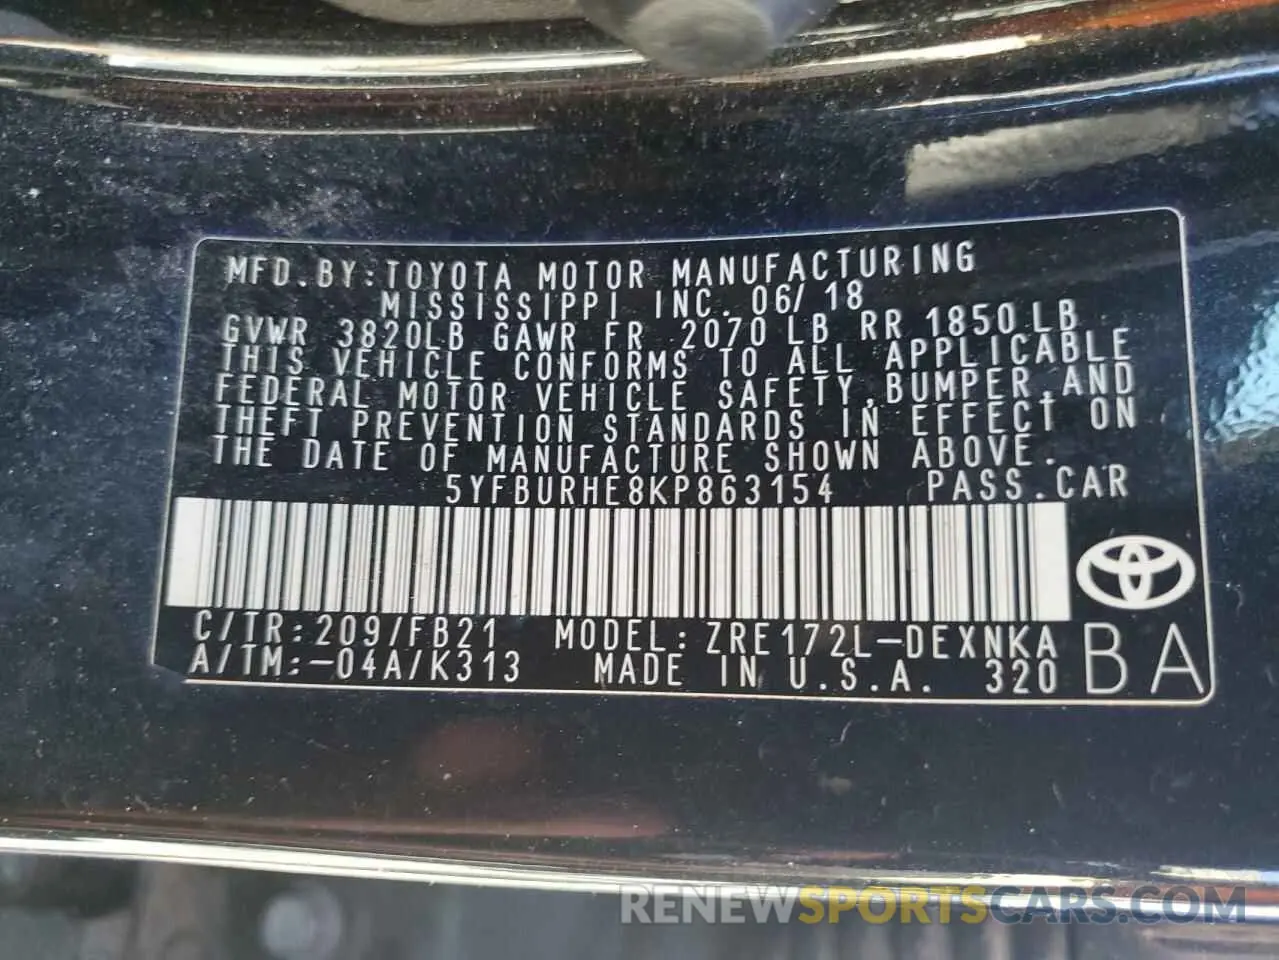 MFD.BY:TOYOTA MOTOR MANUFACTURING
MISSISSIPPI INC. 06/18
GVWR 3820LB GAWR FR 2070 LB RR 1850 LB
THIS VEHICLE CONFORMS TO ALL APPLICABLE
FEDERAL MOTOR VEHICLE SAFETY,BUMPER,AND
THEFT PREVENTION STANDARDS IN EFFECT ON
THE DATE OF MANUFACTURE SHOWN ABOVE.
5YFBURHE8KP863154 PASS.CAR
C/TR:209/FB21 MODEL:ZRE172L-DEXNKA
A/TM:-04A/K313 MADE IN U.S.A. 320 BA
RENEWSPORTSCARS.COM